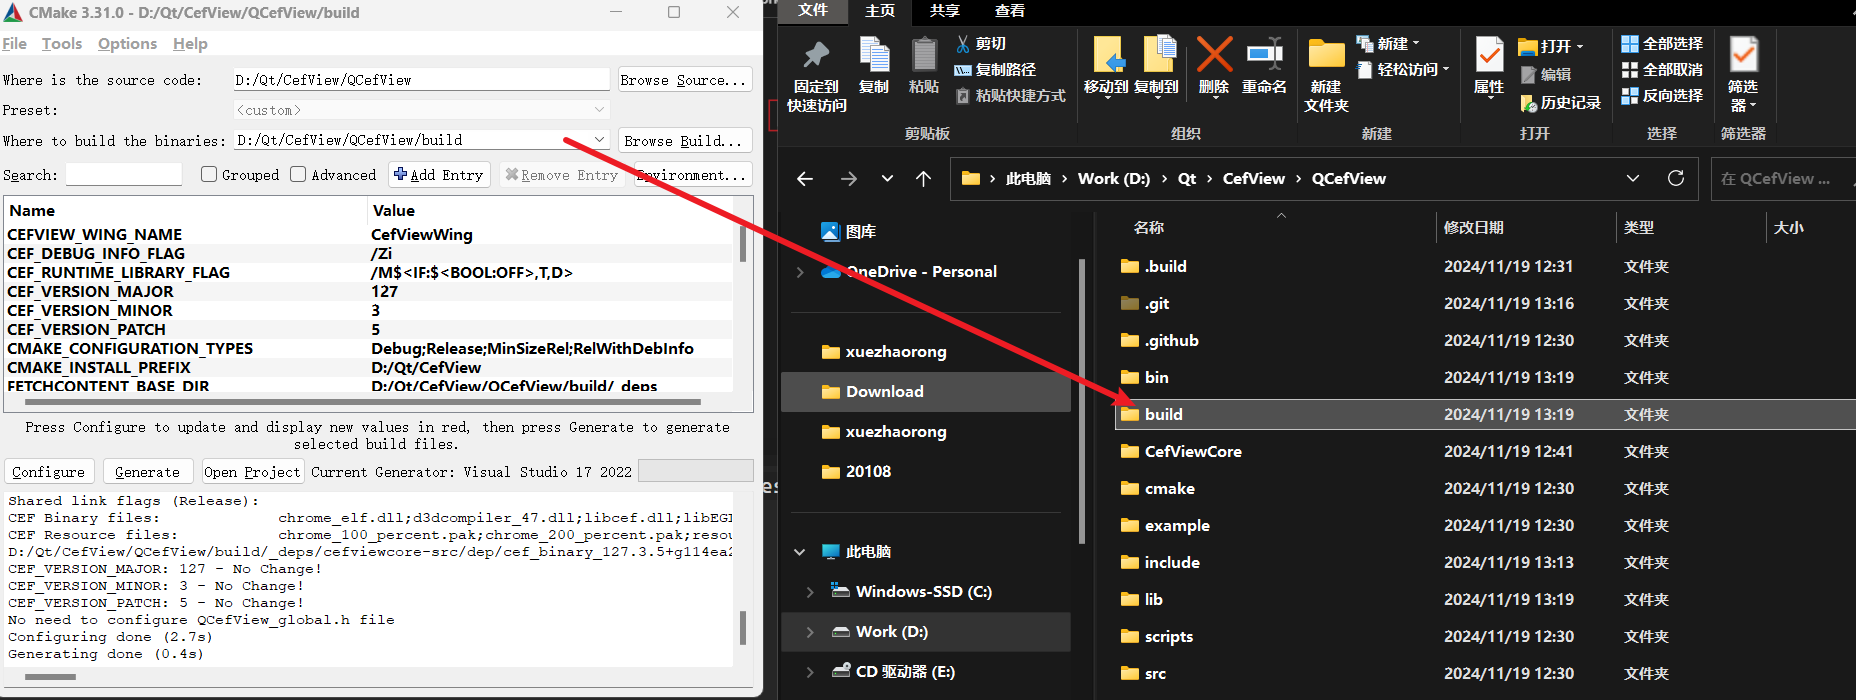 CMake 3.31.0 - D:/Qt/CefView/QCefView/build
File Tools Options Help
Where is the source code: D:/Qt/CefView/QCefView Browse Source...
Preset: <custom>
Where to build the binaries: D:/Qt/CefView/QCefView/build Browse Build...
Search: Grouped Advanced Add Entry Remove Entry Environment...
Name Value
CEFVIEW_WING_NAME CefViewWing
CEF_DEBUG_INFO_FLAG /Zi
CEF_RUNTIME_LIBRARY_FLAG /M$<IF:$<BOOL:OFF>,T,D>
CEF_VERSION_MAJOR 127
CEF_VERSION_MINOR 3
CEF_VERSION_PATCH 5
CMAKE_CONFIGURATION_TYPES Debug;Release;MinSizeRel;RelWithDebInfo
CMAKE_INSTALL_PREFIX D:/Qt/CefView
FETCHCONTENT_BASE_DIR D:/Qt/CefView/QCefView/build/_deps
Press Configure to update and display new values in red, then press Generate to generate
selected build files.
Configure Generate Open Project Current Generator: Visual Studio 17 2022
Shared link flags (Release):
CEF Binary files: chrome_elf.dll;d3dcompiler_47.dll;libcef.dll;libEGL
CEF Resource files: chrome_100_percent.pak;chrome_200_percent.pak;resou
D:/Qt/CefView/QCefView/build/_deps/cefviewcore-src/dep/cef_binary_127.3.5+g114ea2
CEF_VERSION_MAJOR: 127 - No Change!
CEF_VERSION_MINOR: 3 - No Change!
CEF_VERSION_PATCH: 5 - No Change!
No need to configure QCefView_global.h file
Configuring done (2.7s)
Generating done (0.4s)
文件 主页 共享 查看
固定到
快速访问
复制
粘贴
剪切
复制路径
粘贴快捷方式
剪贴板
移动到 复制到 删除 重命名
组织
新建
文件夹
新建
轻松访问
新建
属性
打开
编辑
历史记录
打开
全部选择
全部取消
反向选择
选择
筛选
器
筛选器
此电脑 Work (D:) Qt CefView QCefView
在 QCefView ...
图库
OneDrive - Personal
xuezhaorong
Download
xuezhaorong
20108
此电脑
Windows-SSD (C:)
Work (D:)
CD 驱动器 (E:)
名称 修改日期 类型 大小
.build 2024/11/19 12:31 文件夹
.git 2024/11/19 13:16 文件夹
.github 2024/11/19 12:30 文件夹
bin 2024/11/19 13:19 文件夹
build 2024/11/19 13:19 文件夹
CefViewCore 2024/11/19 12:41 文件夹
cmake 2024/11/19 12:30 文件夹
example 2024/11/19 12:30 文件夹
include 2024/11/19 13:13 文件夹
lib 2024/11/19 13:19 文件夹
scripts 2024/11/19 12:30 文件夹
src 2024/11/19 12:30 文件夹